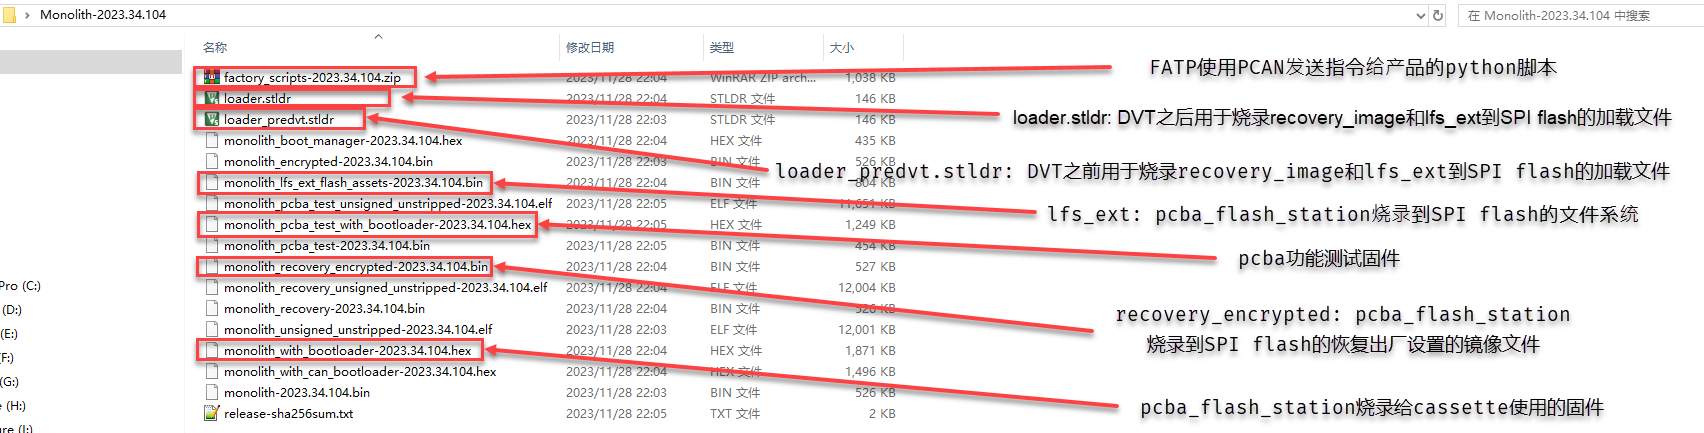 Monolith-2023.34.104
在 Monolith-2023.34.104 中搜索
名称 修改日期 类型 大小
factory_scripts-2023.34.104.zip 2023/11/28 22:04 WinRAR ZIP arch... 1,038 KB
FATP使用PCAN发送指令给产品的python脚本
loader.stldr 2023/11/28 22:04 STLDR 文件 146 KB
loader.stldr: DVT之后用于烧录recovery_image和lfs_ext到SPI flash的加载文件
loader_predvt.stldr 2023/11/28 22:03 STLDR 文件 146 KB
monolith_boot_manager-2023.34.104.hex 2023/11/28 22:04 HEX 文件 435 KB
monolith_encrypted-2023.34.104.bin 2023/11/28 22:03 BIN 文件 526 KB
loader_predvt.stldr: DVT之前用于烧录recovery_image和lfs_ext到SPI flash的加载文件
monolith_lfs_ext_flash_assets-2023.34.104.bin 2023/11/28 22:04 BIN 文件 804 KB
monolith_pcba_test_unsigned_unstripped-2023.34.104.elf 2023/11/28 22:05 ELF 文件 11,651 KB
lfs_ext: pcba_flash_station烧录到SPI flash的文件系统
monolith_pcba_test_with_bootloader-2023.34.104.hex 2023/11/28 22:05 HEX 文件 1,249 KB
monolith_pcba_test-2023.34.104.bin 2023/11/28 22:05 BIN 文件 454 KB
pcba功能测试固件
monolith_recovery_encrypted-2023.34.104.bin 2023/11/28 22:04 BIN 文件 527 KB
Pro (C:)
monolith_recovery_unsigned_unstripped-2023.34.104.elf 2023/11/28 22:04 ELF 文件 12,004 KB
(D:)
monolith_recovery-2023.34.104.bin 2023/11/28 22:04 BIN 文件 526 KB
recovery_encrypted: pcba_flash_station
(E:)
monolith_unsigned_unstripped-2023.34.104.elf 2023/11/28 22:03 ELF 文件 12,001 KB
烧录到SPI flash的恢复出厂设置的镜像文件
(F:)
monolith_with_bootloader-2023.34.104.hex 2023/11/28 22:04 HEX 文件 1,871 KB
monolith_with_can_bootloader-2023.34.104.hex 2023/11/28 22:04 HEX 文件 1,496 KB
(G:)
monolith-2023.34.104.bin 2023/11/28 22:03 BIN 文件 526 KB
e (H:)
release-sha256sum.txt 2023/11/28 22:05 TXT 文件 2 KB
pcba_flash_station烧录给cassette使用的固件
ure (I:)